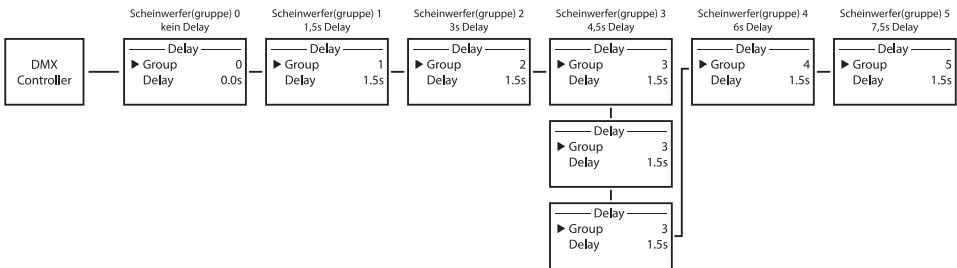 Scheinwerfer(gruppe) 0
kein Delay
Scheinwerfer(gruppe) 1
1,5s Delay
Scheinwerfer(gruppe) 2
3s Delay
Scheinwerfer(gruppe) 3
4,5s Delay
Scheinwerfer(gruppe) 4
6s Delay
Scheinwerfer(gruppe) 5
7,5s Delay
DMX
Controller
Delay
▶ Group 0
Delay 0.0s
Delay
▶ Group 1
Delay 1.5s
Delay
▶ Group 2
Delay 1.5s
Delay
▶ Group 3
Delay 1.5s
Delay
▶ Group 4
Delay 1.5s
Delay
▶ Group 5
Delay 1.5s
Delay
▶ Group 3
Delay 1.5s
Delay
▶ Group 3
Delay 1.5s